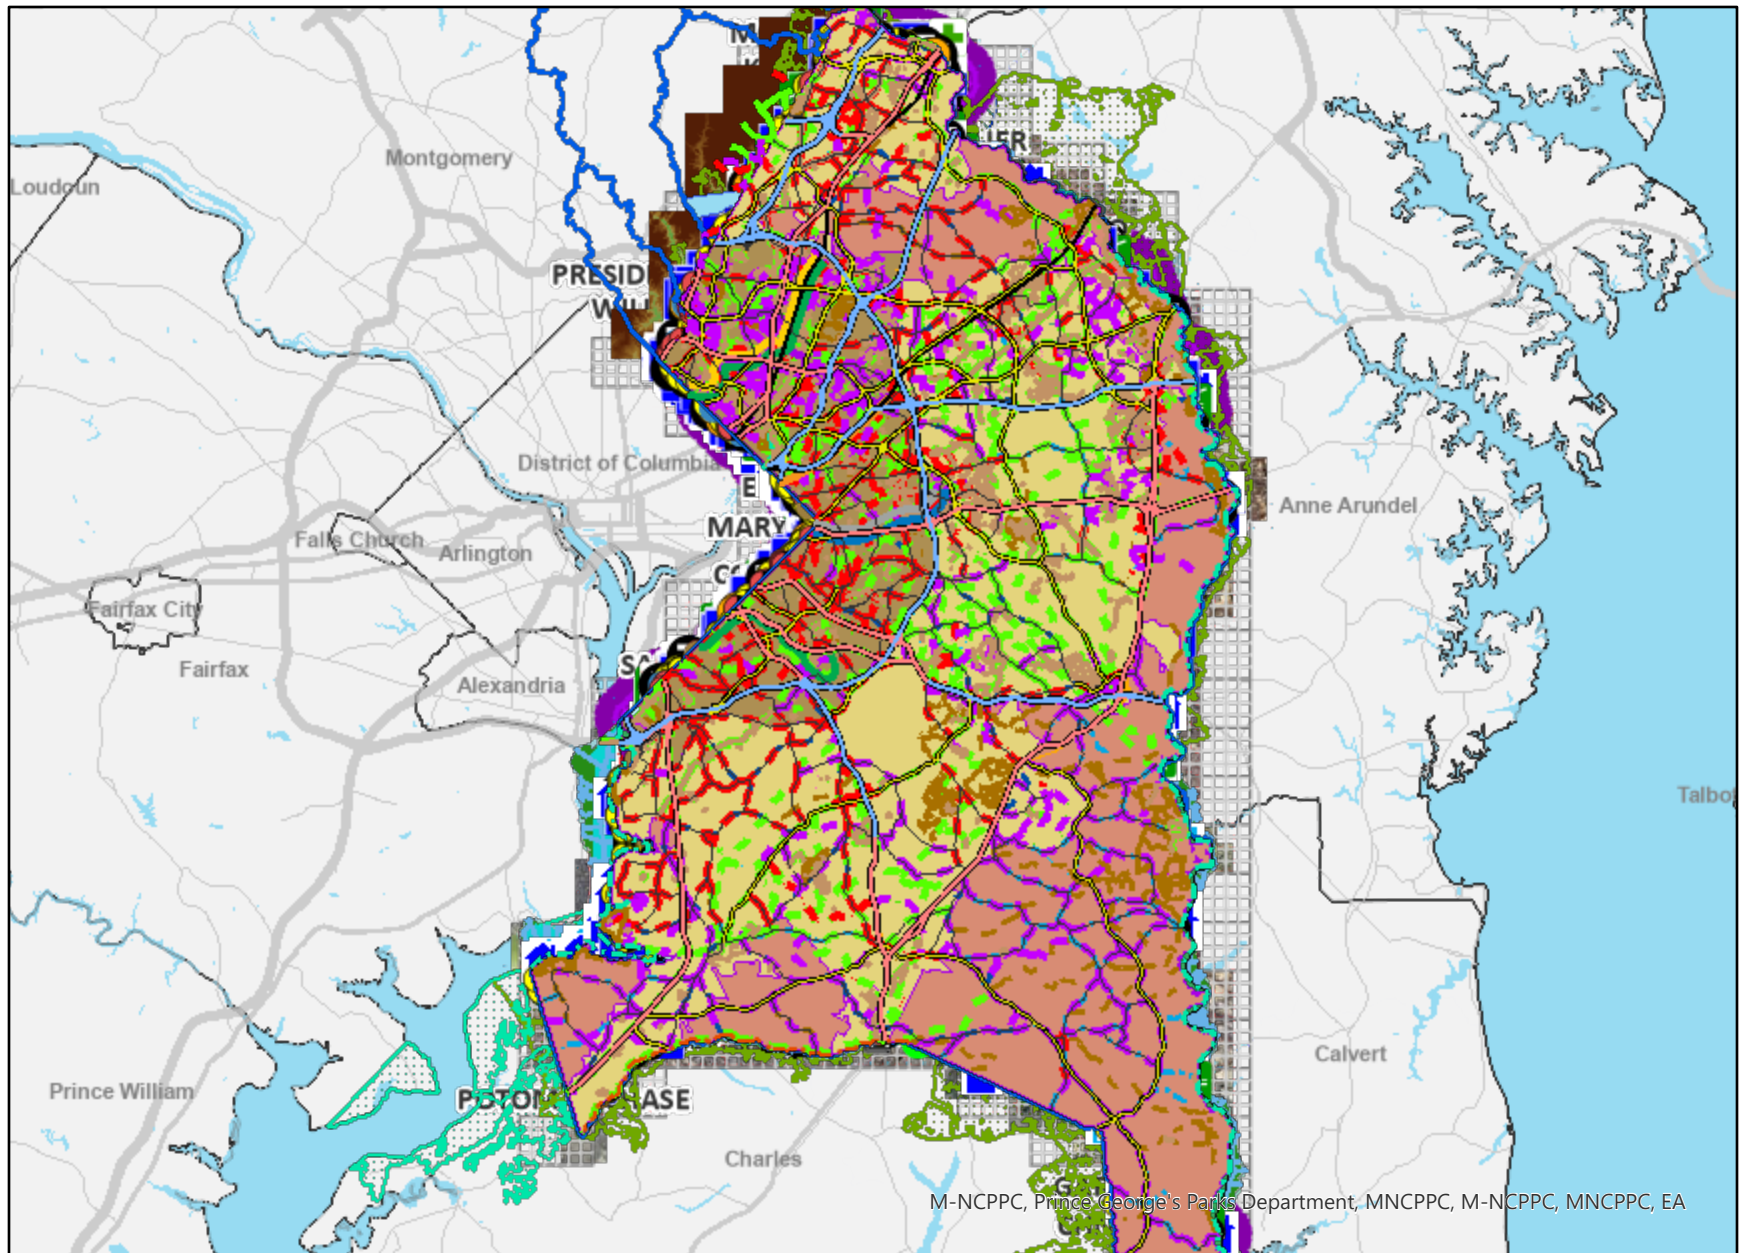 Montgomery
Loudoun
PRESID
WILL
District of Columbia
E
MARY
Anne Arundel
Falls Church
Arlington
Fairfax City
Fairfax
Alexandria
Talbot
Calvert
Prince William
Charles
M-NCPPC, Prince George's Parks Department, MNCPPC, M-NCPPC, MNCPPC, EA